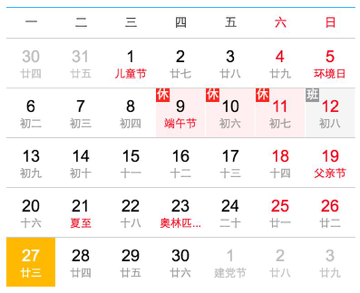 一 二 三 四 五 六 日
30 31 1 2 3 4 5
廿四 廿五 儿童节 廿七 廿八 廿九 环境日
休 休 休 班
6 7 8 9 10 11 12
初二 初三 初四 端午节 初六 初七 初八
13 14 15 16 17 18 19
初九 初十 十一 十二 十三 十四 父亲节
20 21 22 23 24 25 26
十六 夏至 十八 奥林匹... 二十 廿一 廿二
27 28 29 30 1 2 3
廿三 廿四 廿五 廿六 建党节 廿八 廿九